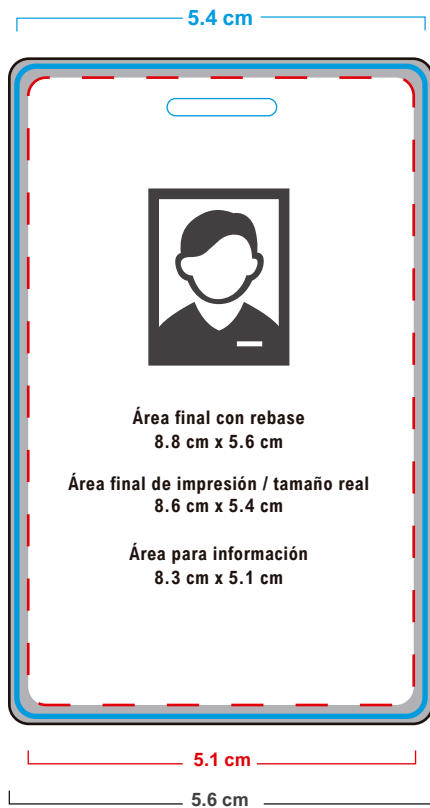 5.4 cm
Área final con rebase
8.8 cm x 5.6 cm
Área final de impresión / tamaño real
8.6 cm x 5.4 cm
Área para información
8.3 cm x 5.1 cm
5.1 cm
5.6 cm